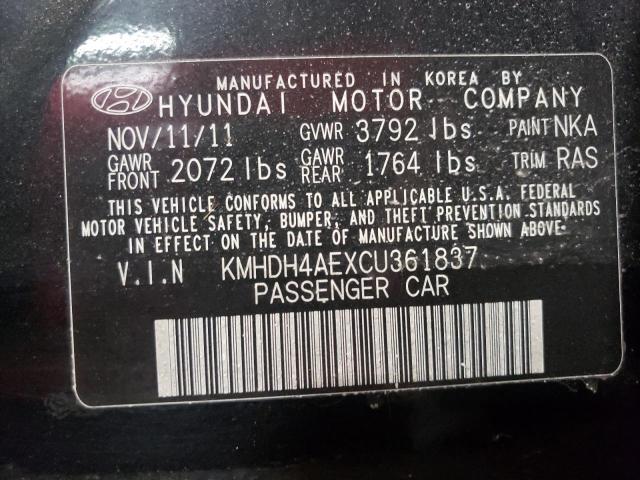 MANUFACTURED IN KOREA BY
HYUNDAI MOTOR COMPANY
NOV/11/11 GVWR 3792 lbs PAINT NKA
GAWR FRONT 2072 lbs GAWR REAR 1764 lbs TRIM RAS
THIS VEHICLE CONFORMS TO ALL APPLICABLE U.S.A. FEDERAL
MOTOR VEHICLE SAFETY, BUMPER, AND THEFT PREVENTION STANDARDS
IN EFFECT ON THE DATE OF MANUFACTURE SHOWN ABOVE.
V.I.N KMHDH4AEXCU361837
PASSENGER CAR